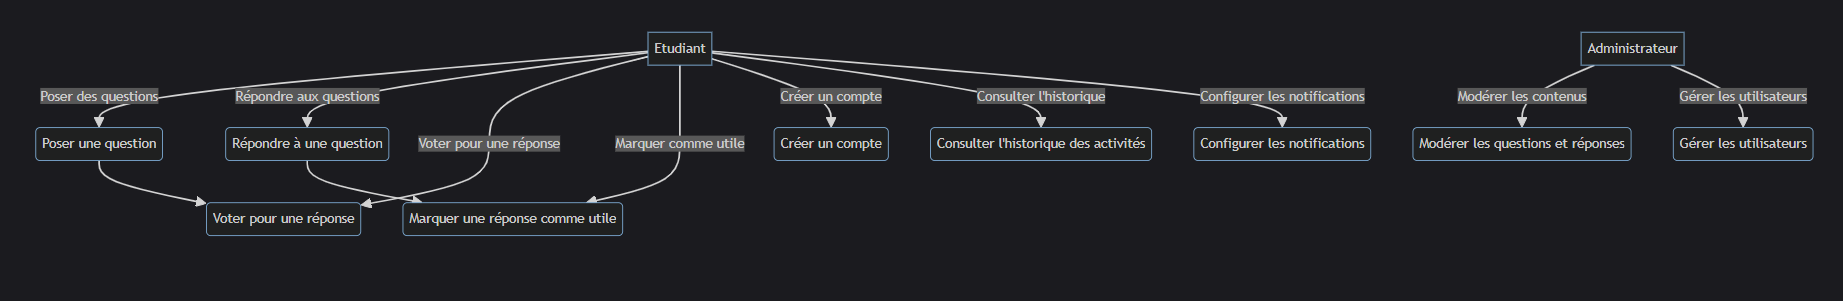 Etudiant
Administrateur
Poser des questions
Répondre aux questions
Créer un compte
Consulter l'historique
Configurer les notifications
Modérer les contenus
Gérer les utilisateurs
Poser une question
Répondre à une question
Voter pour une réponse
Marquer comme utile
Créer un compte
Consulter l'historique des activités
Configurer les notifications
Modérer les questions et réponses
Gérer les utilisateurs
Voter pour une réponse
Marquer une réponse comme utile